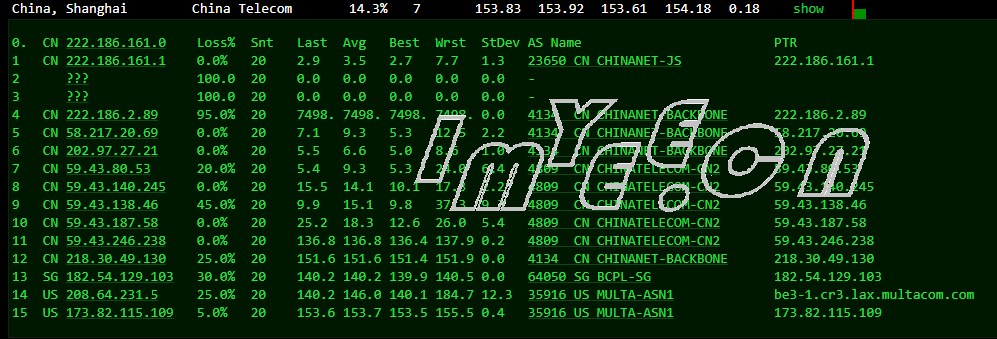 China, Shanghai China Telecom 14.3% 7 153.83 153.92 153.61 154.18 0.18 show
0. CN 222.186.161.0 Loss% Snt Last Avg Best Wrst StDev AS Name PTR
1 CN 222.186.161.1 0.0% 20 2.9 3.5 2.7 7.7 1.3 23650 CN CHINANET-JS 222.186.161.1
2 ??? 100.0 20 0.0 0.0 0.0 0.0 0.0 -
3 ??? 100.0 20 0.0 0.0 0.0 0.0 0.0 -
4 CN 222.186.2.89 95.0% 20 7498. 7498. 7498. 7498. 0.0 4134 CN CHINANET-BACKBONE 222.186.2.89
5 CN 58.217.20.69 0.0% 20 7.1 9.3 5.3 2.2 4134 CN CHINANET-BACKBONE 58.217.20.69
6 CN 202.97.27.21 0.0% 20 5.5 6.6 5.0 1.0 4134 CN CHINANET-BACKBONE 202.97.27.21
7 CN 59.43.80.53 20.0% 20 5.4 9.3 5.3 24.0 4809 CN CHINATELECOM-CN2 59.43.80.53
8 CN 59.43.140.245 0.0% 20 15.5 14.1 10.1 4809 CN CHINATELECOM-CN2 59.43.140.245
9 CN 59.43.138.46 45.0% 20 9.9 15.1 9.8 4809 CN CHINATELECOM-CN2 59.43.138.46
10 CN 59.43.187.58 0.0% 20 25.2 18.3 12.6 26.0 5.4 4809 CN CHINATELECOM-CN2 59.43.187.58
11 CN 59.43.246.238 0.0% 20 136.8 136.8 136.4 137.9 0.2 4809 CN CHINATELECOM-CN2 59.43.246.238
12 CN 218.30.49.130 25.0% 20 151.6 151.6 151.4 151.9 0.0 4134 CN CHINANET-BACKBONE 218.30.49.130
13 SG 182.54.129.103 30.0% 20 140.2 140.2 139.9 140.5 0.0 64050 SG BCPL-SG 182.54.129.103
14 US 208.64.231.5 25.0% 20 140.2 146.0 140.1 184.7 12.3 35916 US MULTA-ASN1 be3-1.cr3.lax.multacom.com
15 US 173.82.115.109 5.0% 20 153.6 153.7 153.5 155.5 0.4 35916 US MULTA-ASN1 173.82.115.109